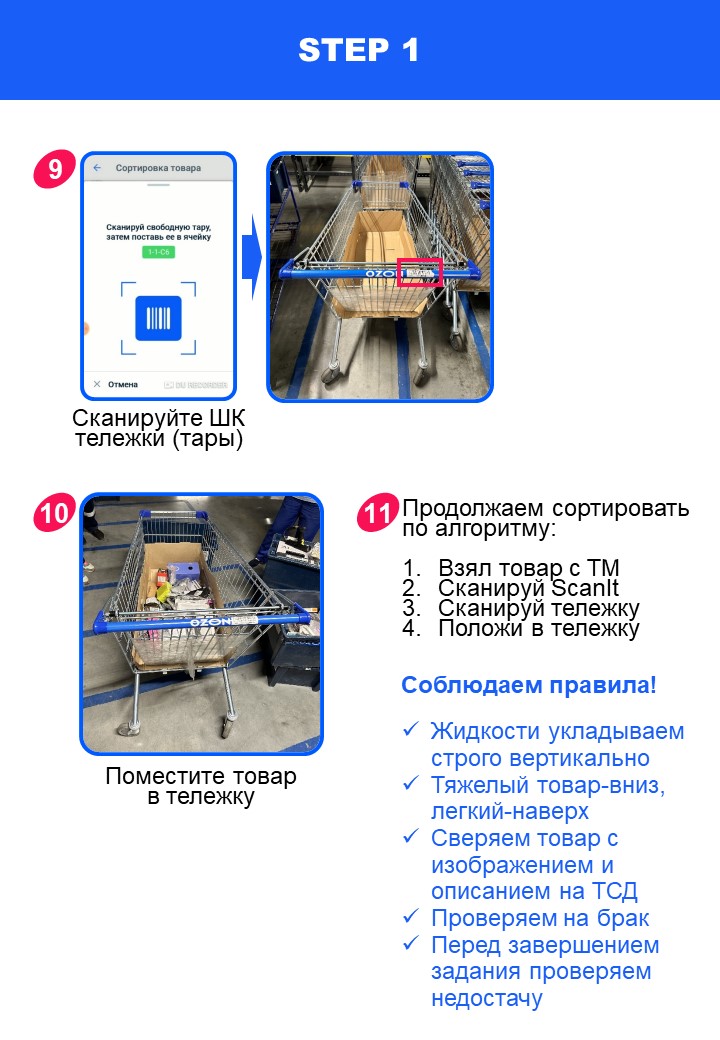 STEP 1
9
Сортировка товара
Сканируй свободную тару,
затем поставь ее в ячейку
1-1-C6
Отмена
DU RECORDER
OZON
Сканируйте ШК
тележки (тары)
10
OZON
Поместите товар
в тележку
11
Продолжаем сортировать
по алгоритму:
1. Взял товар с ТМ
2. Сканируй ScanIt
3. Сканируй тележку
4. Положи в тележку
Соблюдаем правила!
✓ Жидкости укладываем
строго вертикально
✓ Тяжелый товар-вниз,
легкий-наверх
✓ Сверяем товар с
изображением и
описанием на ТСД
✓ Проверяем на брак
✓ Перед завершением
задания проверяем
недостачу